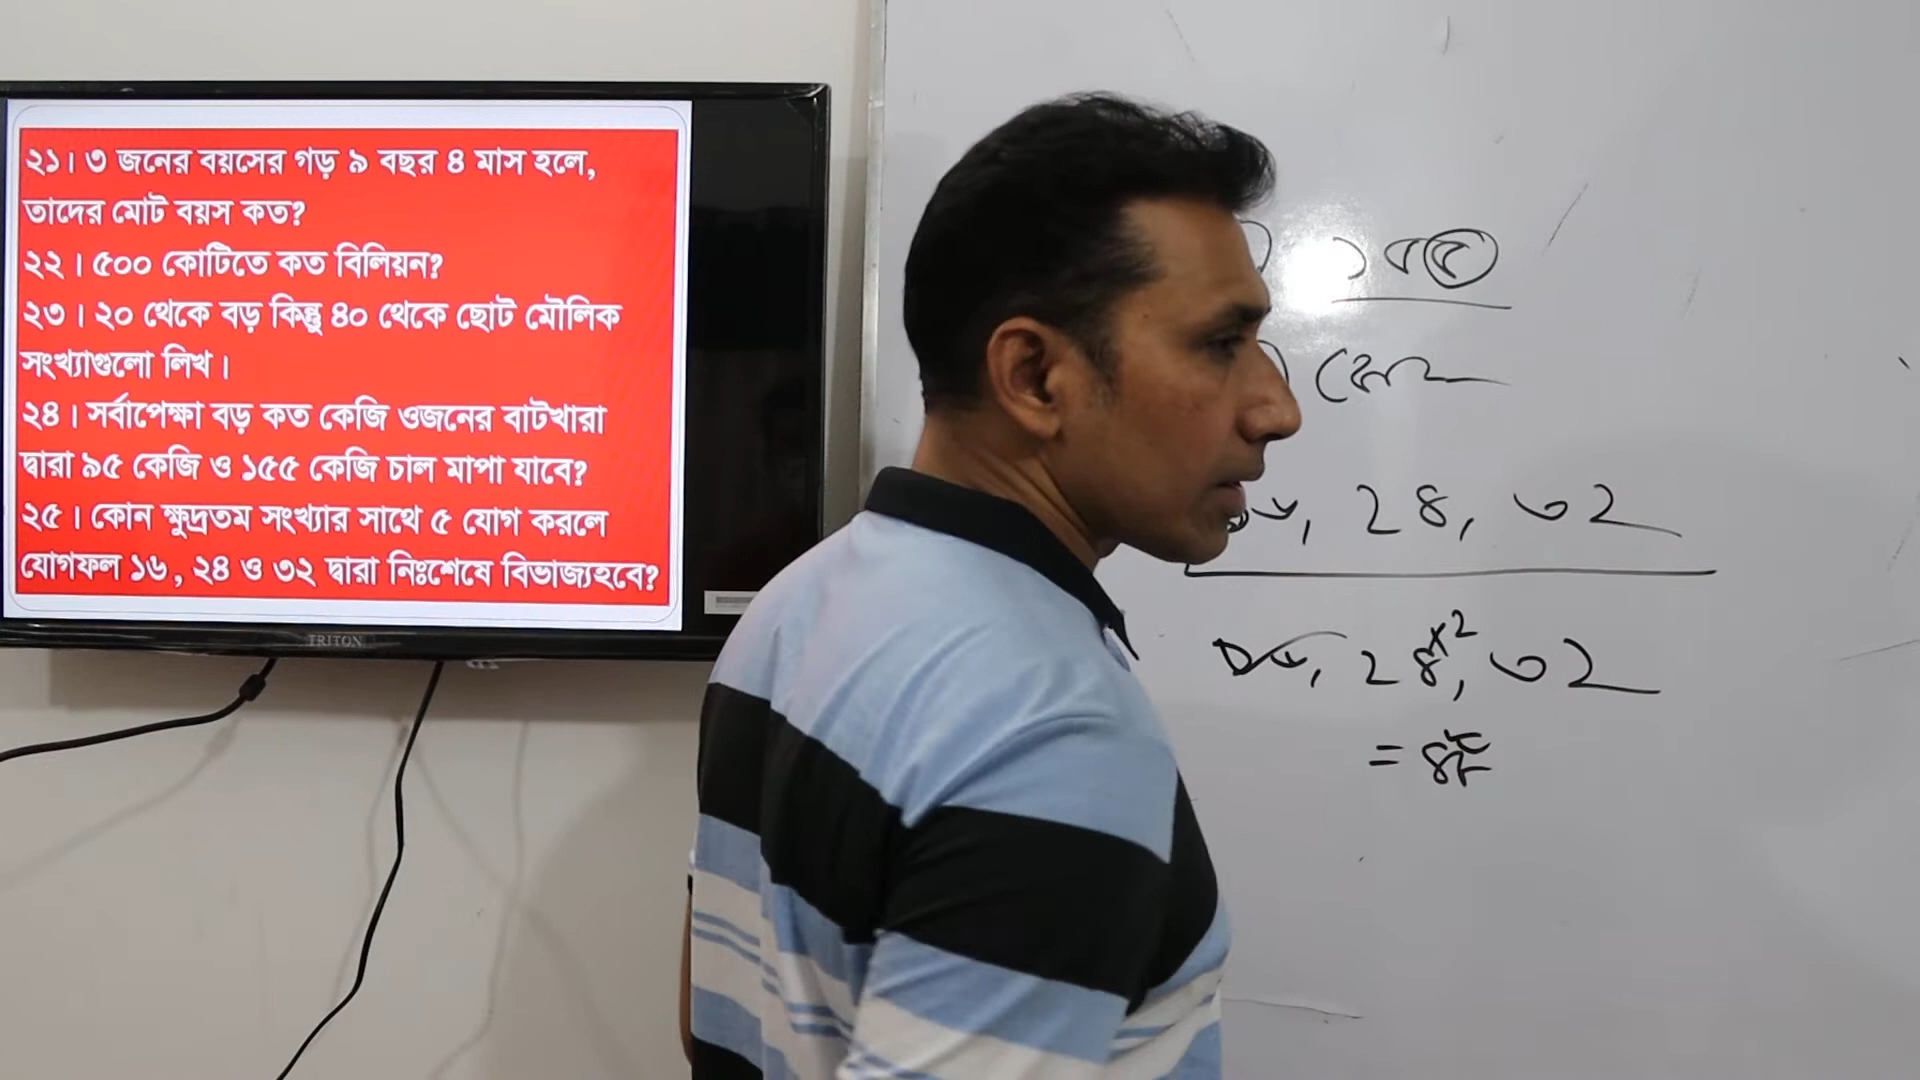 ২১। ৩ জনের বয়সের গড় ৯ বছর ৪ মাস হলে,
তাদের মোট বয়স কত?
২২। ৫০০ কোটিতে কত বিলিয়ন?
২৩। ২০ থেকে বড় কিন্তু ৪০ থেকে ছোট মৌলিক
সংখ্যাগুলো লিখ।
২৪। সর্বাপেক্ষা বড় কত কেজি ওজনের বাটখারা
দ্বারা ৯৫ কেজি ও ১৫৫ কেজি চাল মাপা যাবে?
২৫। কোন ক্ষুদ্রতম সংখ্যার সাথে ৫ যোগ করলে
যোগফল ১৬, ২৪ ও ৩২ দ্বারা নিঃশেষে বিভাজ্যহবে?
TRITON
২৪, ৩২
১৬, ২৪×২, ৩২